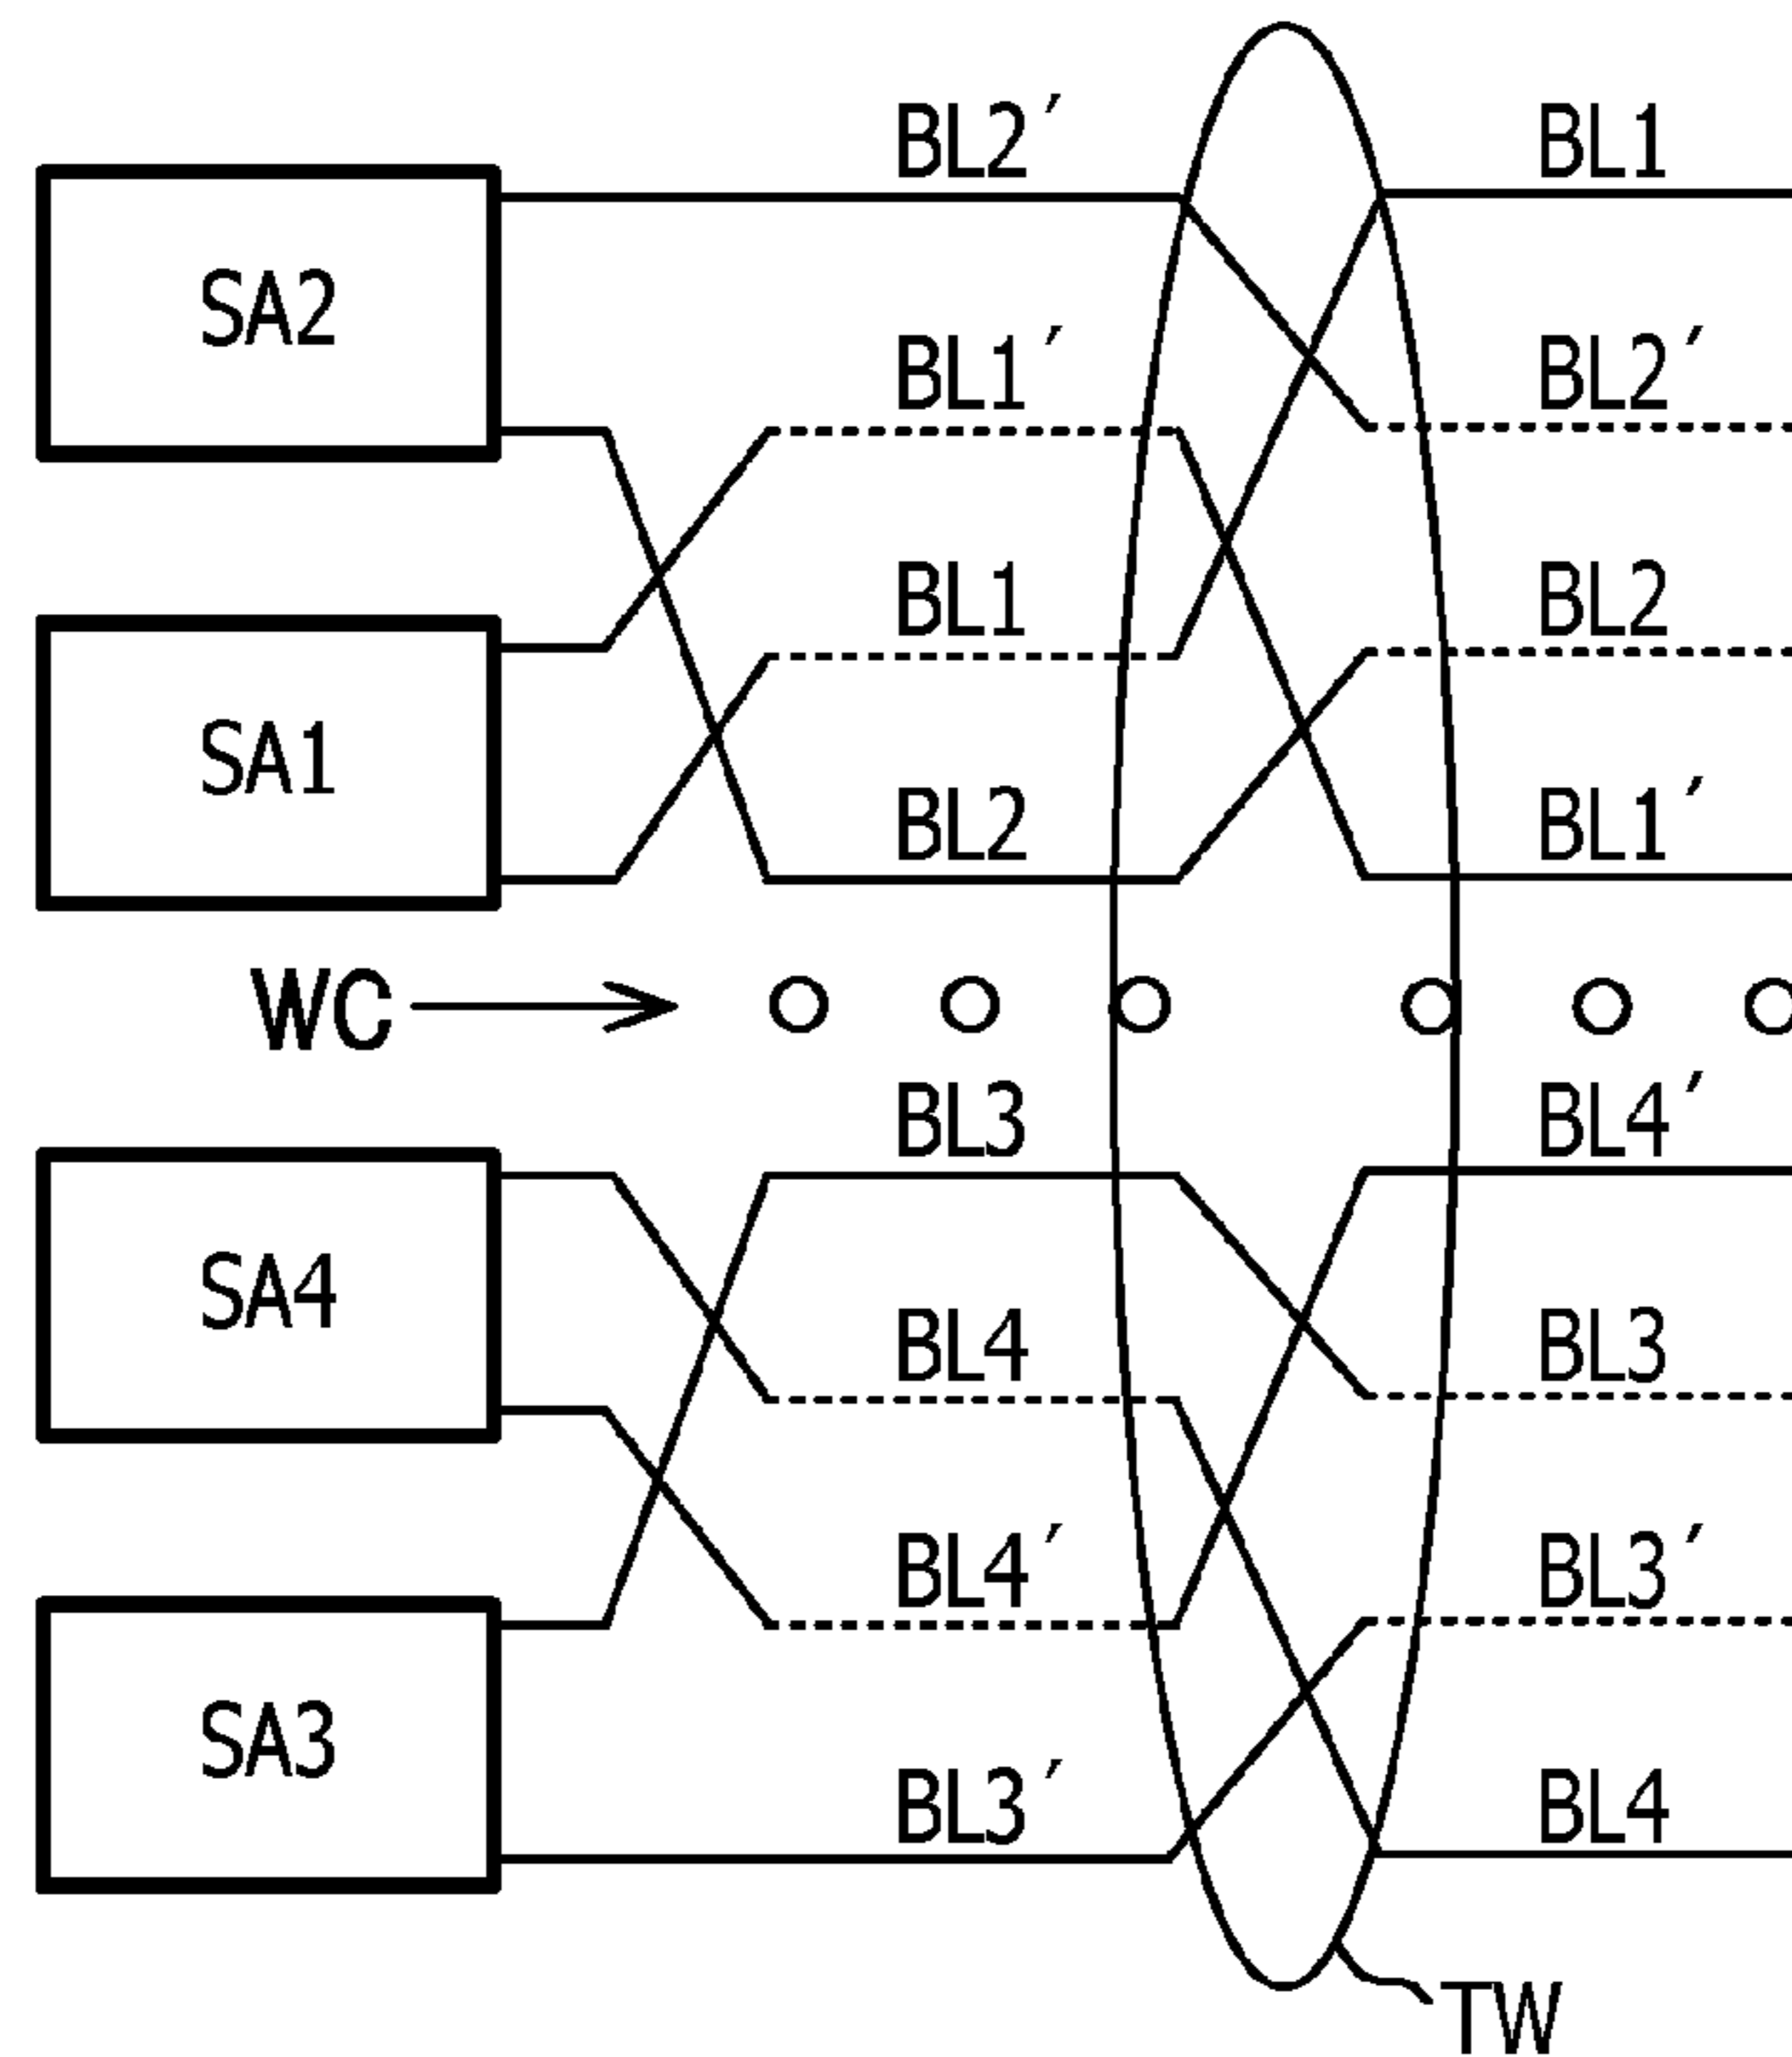 BL2′ BL1
SA2
BL1′ BL2′
BL1 BL2
SA1
BL2 BL1′
WC
BL3 BL4′
SA4
BL4 BL3
BL4′ BL3′
SA3
BL3′ BL4
TW